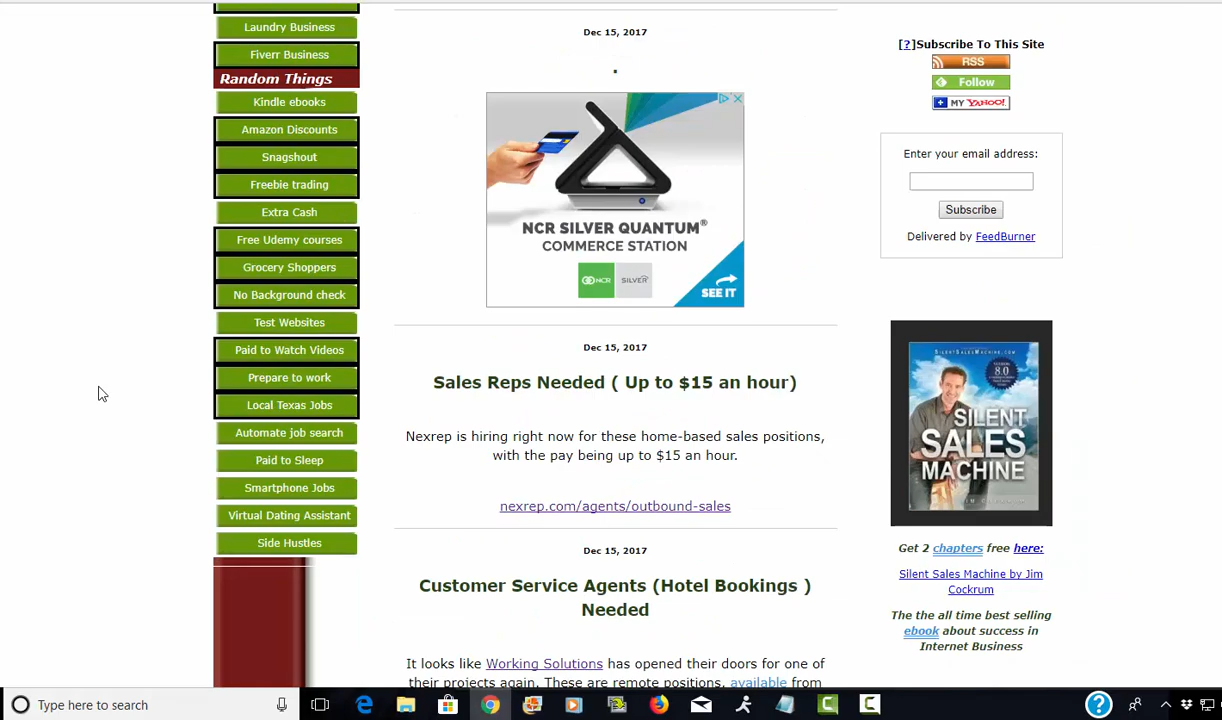 Laundry Business
Fiverr Business
Random Things
Kindle ebooks
Amazon Discounts
Snagshout
Freebie trading
Extra Cash
Free Udemy courses
Grocery Shoppers
No Background check
Test Websites
Paid to Watch Videos
Prepare to work
Local Texas Jobs
Automate job search
Paid to Sleep
Smartphone Jobs
Virtual Dating Assistant
Side Hustles
Dec 15, 2017
.
NCR SILVER QUANTUM®
COMMERCE STATION
NCR
SILVER
SEE IT
Dec 15, 2017
Sales Reps Needed ( Up to $15 an hour)
Nexrep is hiring right now for these home-based sales positions,
with the pay being up to $15 an hour.
nexrep.com/agents/outbound-sales
Dec 15, 2017
Customer Service Agents (Hotel Bookings )
Needed
It looks like Working Solutions has opened their doors for one of
their projects again. These are remote positions, available from
[?]Subscribe To This Site
RSS
Follow
MY YAHOO!
Enter your email address:
Subscribe
Delivered by FeedBurner
SILENTSALESMACHINE.COM
VERSION
8.0
SILENT
SALES
MACHINE
Get 2 chapters free here:
Silent Sales Machine by Jim
Cockrum
The the all time best selling
ebook about success in
Internet Business
Type here to search